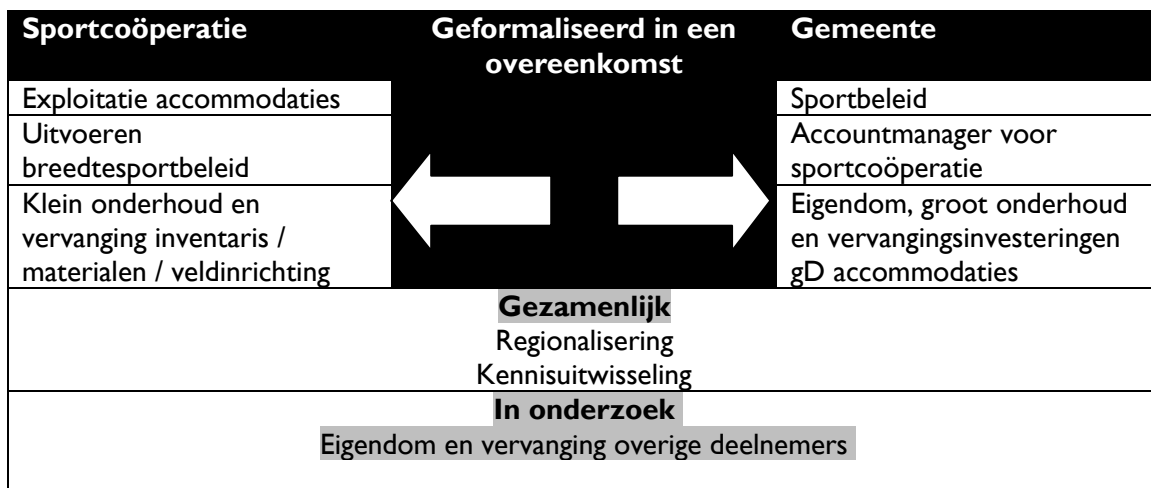 Sportcoöperatie
Geformaliseerd in een
overeenkomst
Gemeente
Exploitatie accommodaties
Sportbeleid
Uitvoeren
breedtesportbeleid
Accountmanager voor
sportcoöperatie
Klein onderhoud en
vervanging inventaris /
materialen / veldinrichting
Eigendom, groot onderhoud
en vervangingsinvesteringen
gD accommodaties
Gezamenlijk
Regionalisering
Kennisuitwisseling
In onderzoek
Eigendom en vervanging overige deelnemers